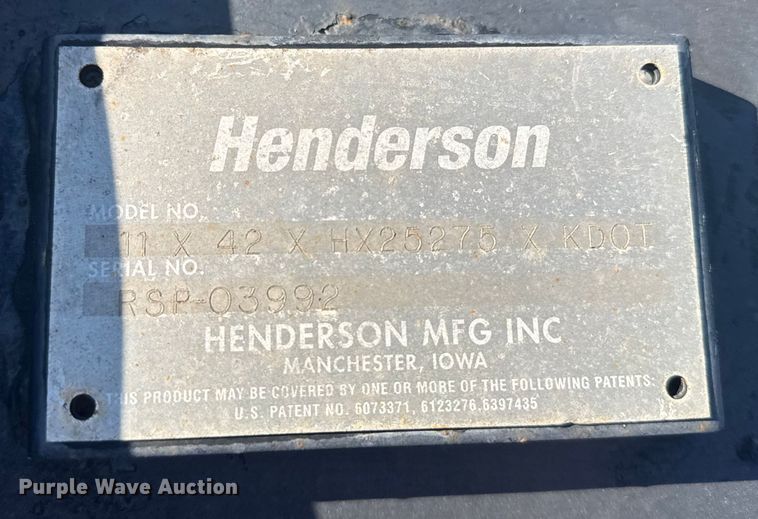 Henderson
MODEL NO.
11 X 42 X HX25275 X KDOT
SERIAL NO.
RSP-03992
HENDERSON MFG INC
MANCHESTER, IOWA
THIS PRODUCT MAY BE COVERED BY ONE OR MORE OF THE FOLLOWING PATENTS:
U.S. PATENT NO. 6073371, 6123276,6397435
Purple Wave Auction